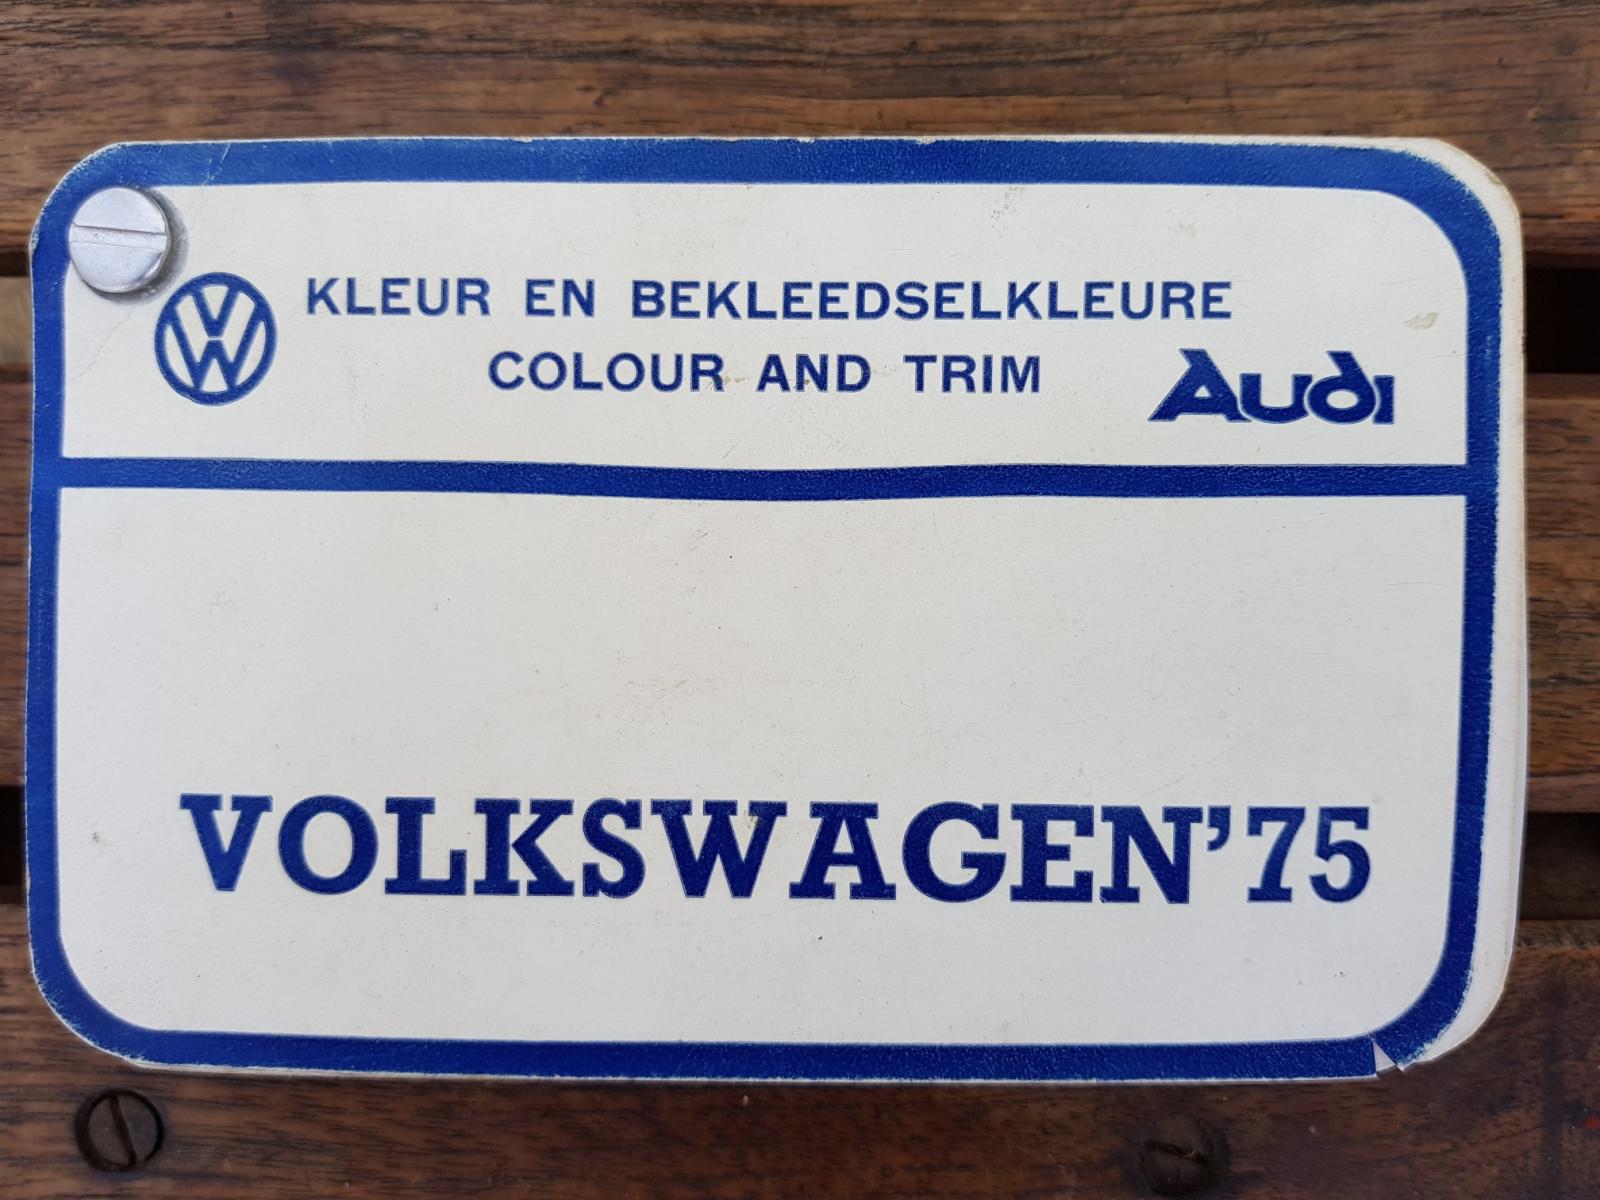 KLEUR EN BEKLEEDSELKLEURE
COLOUR AND TRIM
Audi
VOLKSWAGEN'75